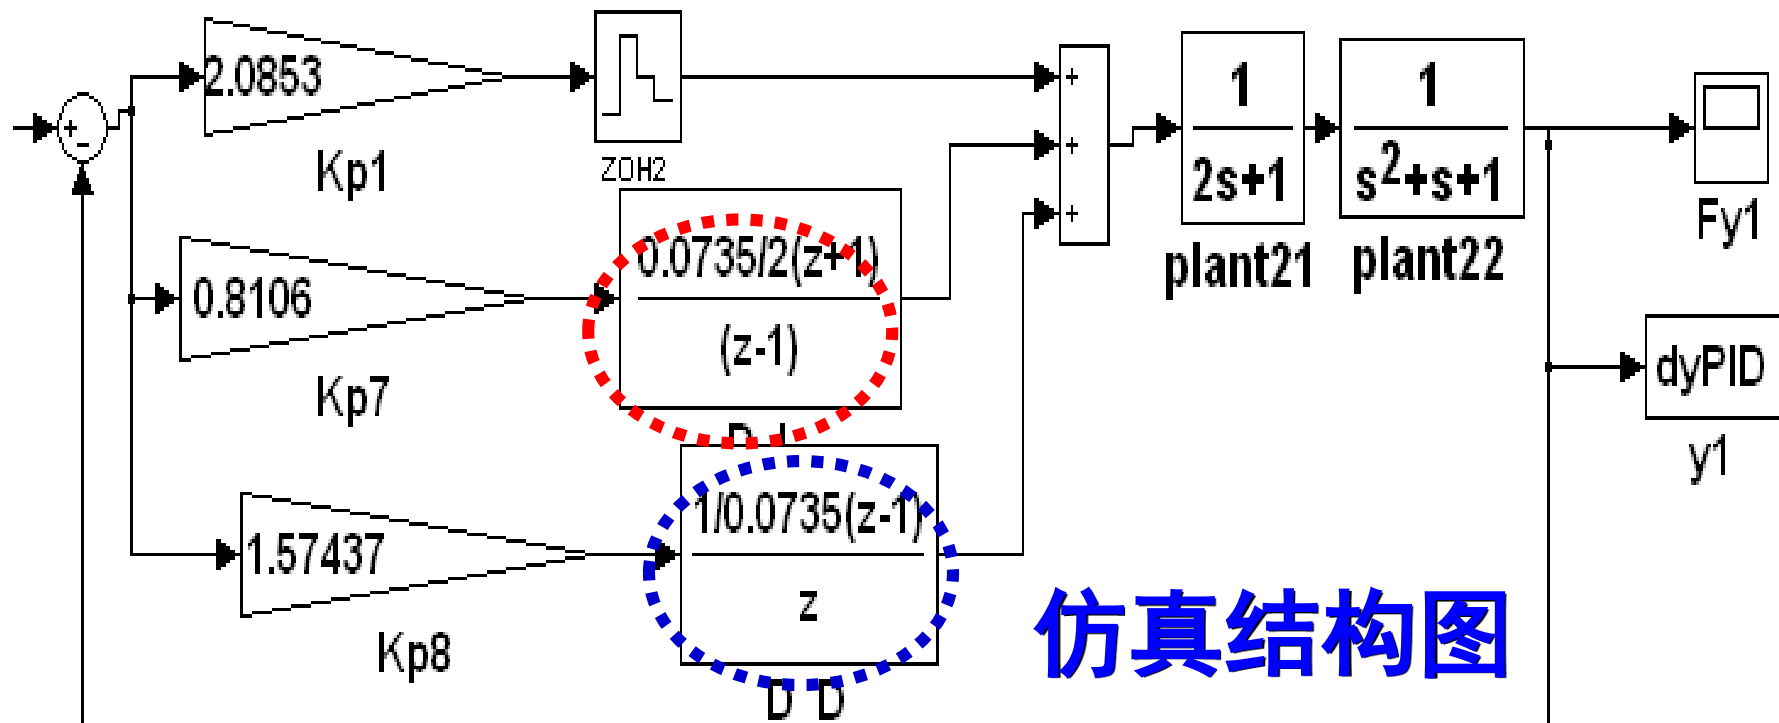 2.0853
Kp1
ZOH2
+
-
0.8106
Kp7
0.0735/2(z+1)
(z-1)
D I
1.57437
Kp8
1/0.0735(z-1)
z
D D
+
+
+
1
2s+1
plant21
1
s²+s+1
plant22
Fy1
dyPID
y1
仿真结构图